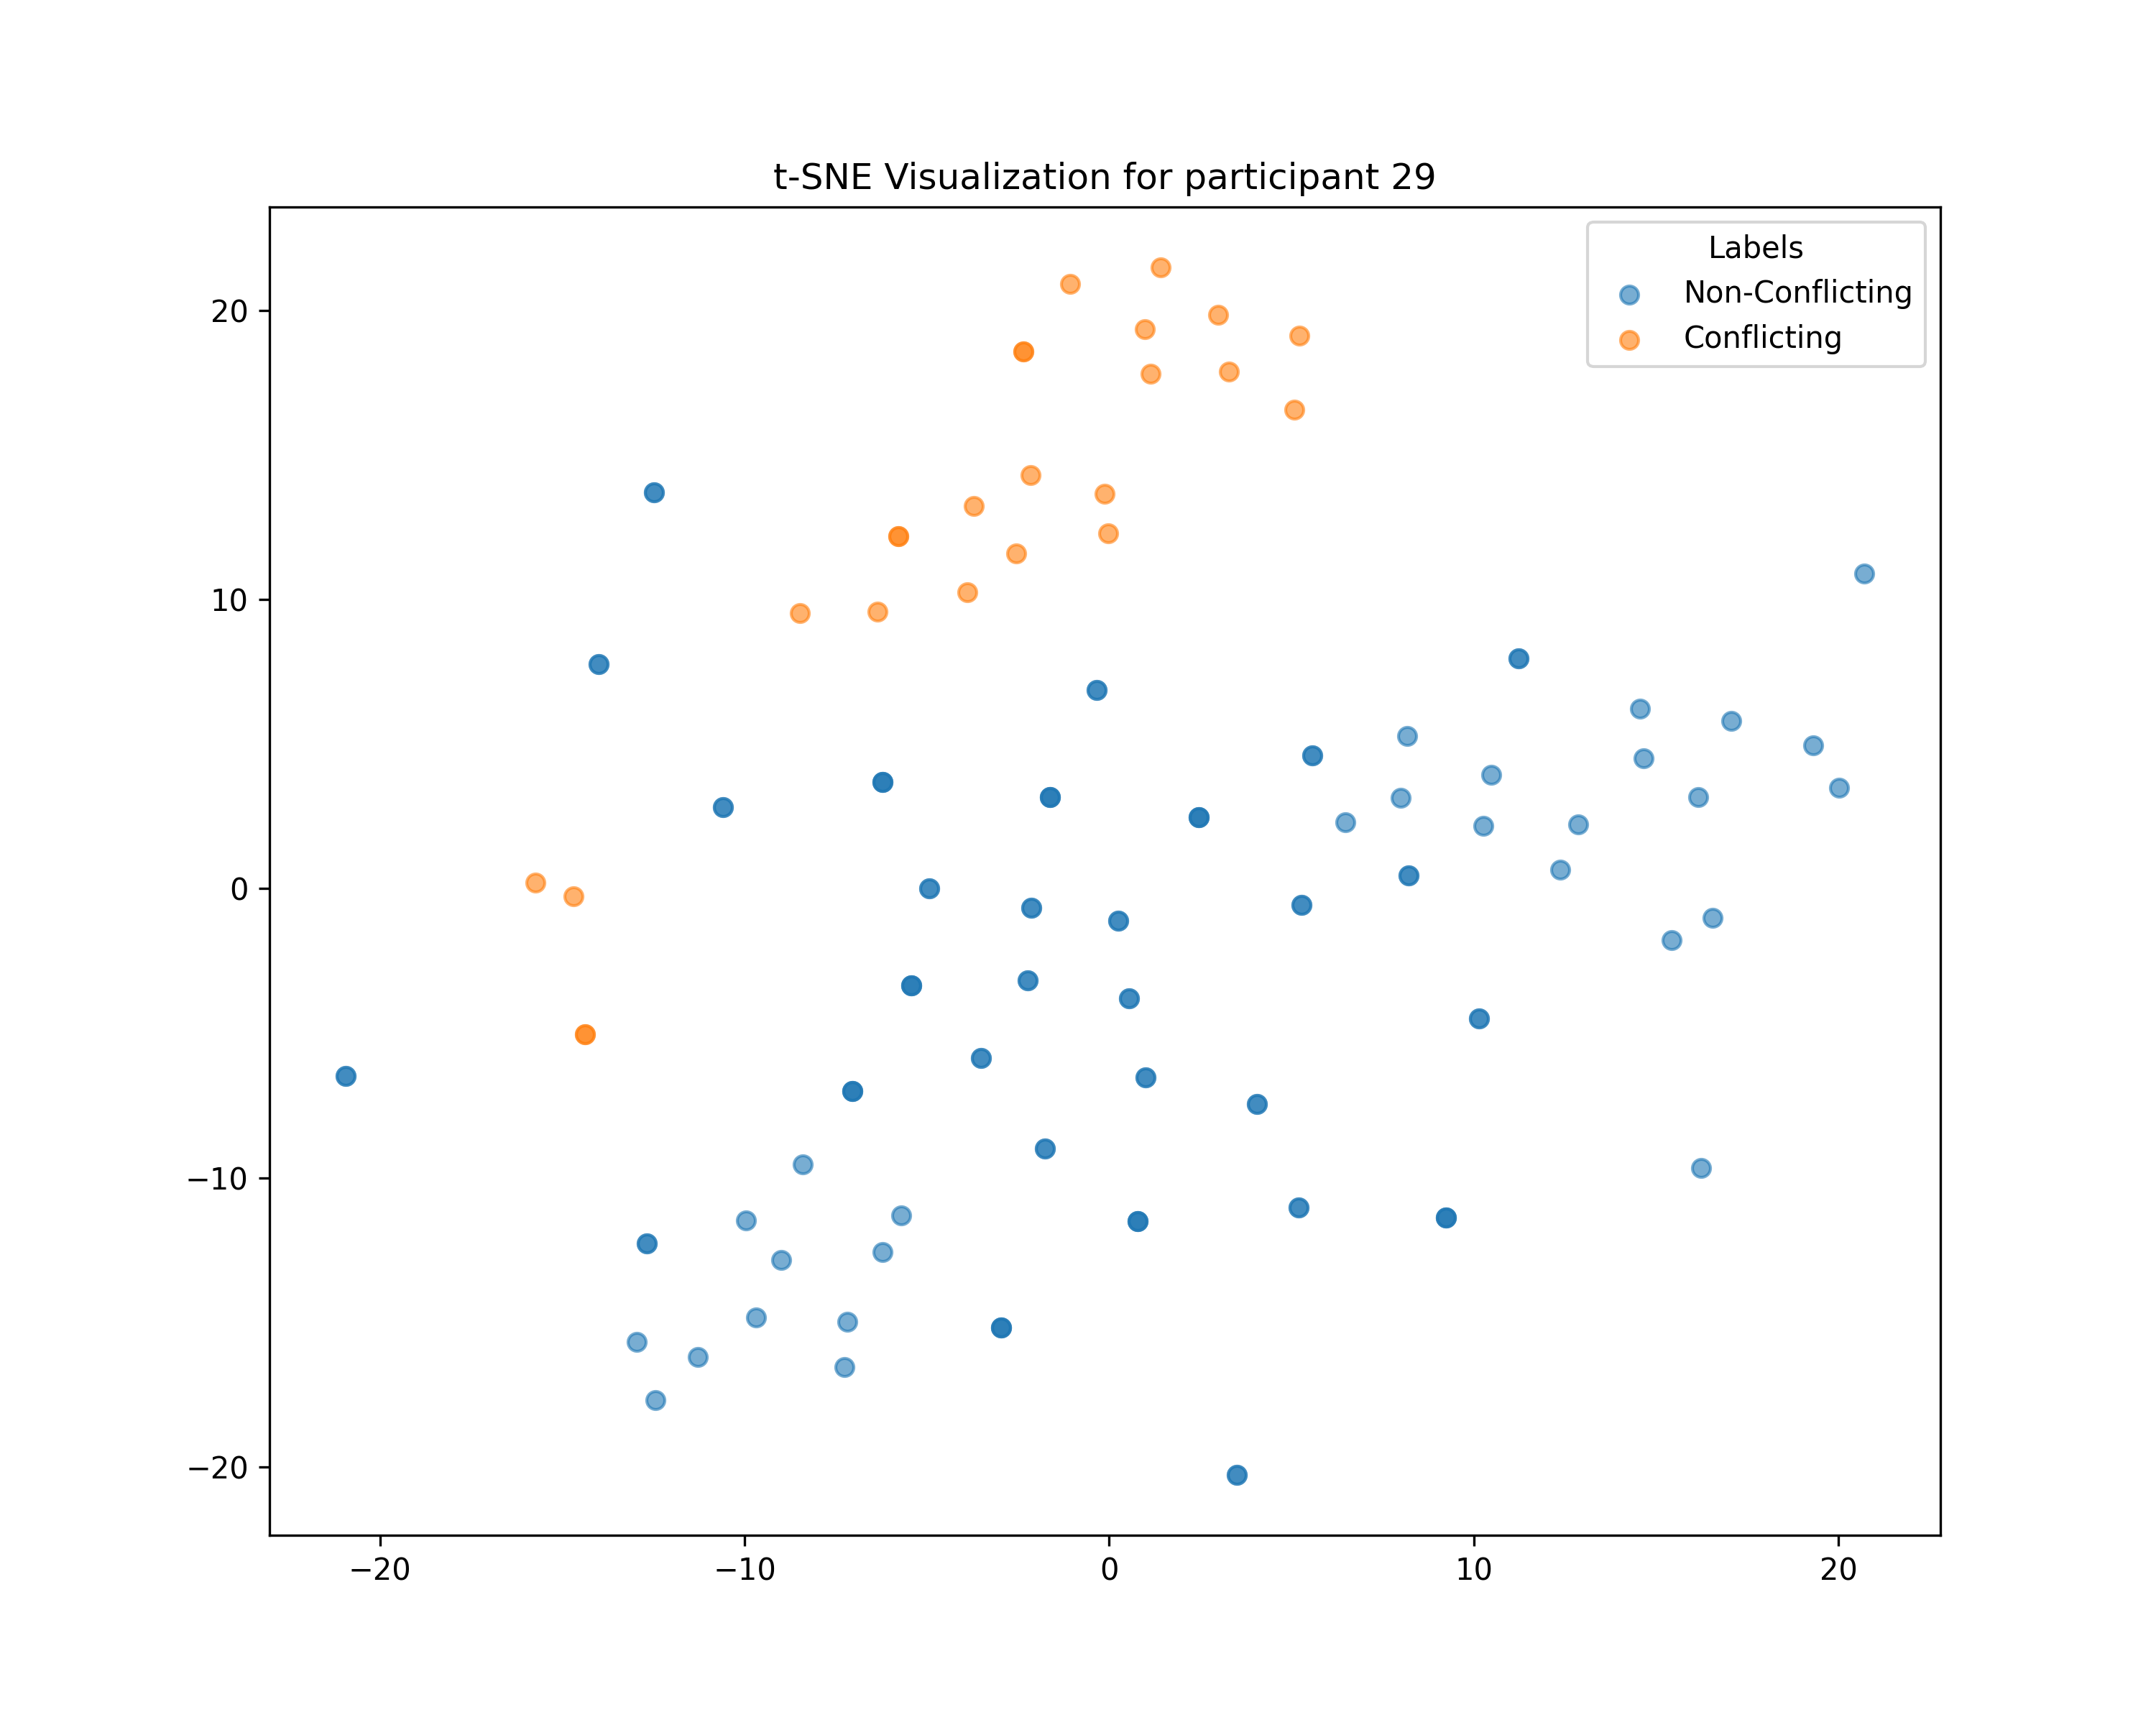 t-SNE Visualization for participant 29
Labels
Non-Conflicting
Conflicting
20
10
0
−10
−20
−20 −10 0 10 20